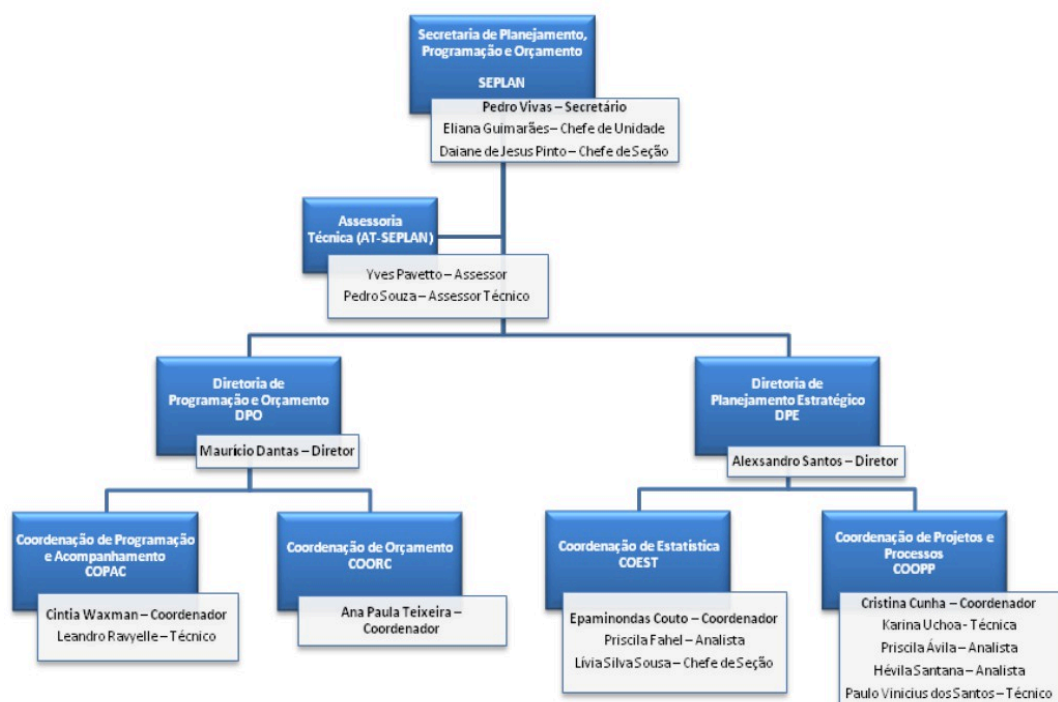 Secretaria de Planejamento,
Programação e Orçamento
SEPLAN
Pedro Vivas – Secretário
Eliana Guimarães– Chefe de Unidade
Daiane de Jesus Pinto – Chefe de Seção
Assessoria
Técnica (AT-SEPLAN)
Yves Pavetto – Assessor
Pedro Souza – Assessor Técnico
Diretoria de
Programação e Orçamento
DPO
Maurício Dantas – Diretor
Diretoria de
Planejamento Estratégico
DPE
Alexsandro Santos – Diretor
Coordenação de Programação
e Acompanhamento
COPAC
Cintia Waxman – Coordenador
Leandro Ravyelle – Técnico
Coordenação de Orçamento
COORC
Ana Paula Teixeira –
Coordenador
Coordenação de Estatística
COEST
Epaminondas Couto – Coordenador
Priscila Fahel – Analista
Lívia Silva Sousa – Chefe de Seção
Coordenação de Projetos e
Processos
COOPP
Cristina Cunha – Coordenador
Karina Uchoa - Técnica
Priscila Ávila – Analista
Hévila Santana – Analista
Paulo Vinicius dos Santos – Técnico